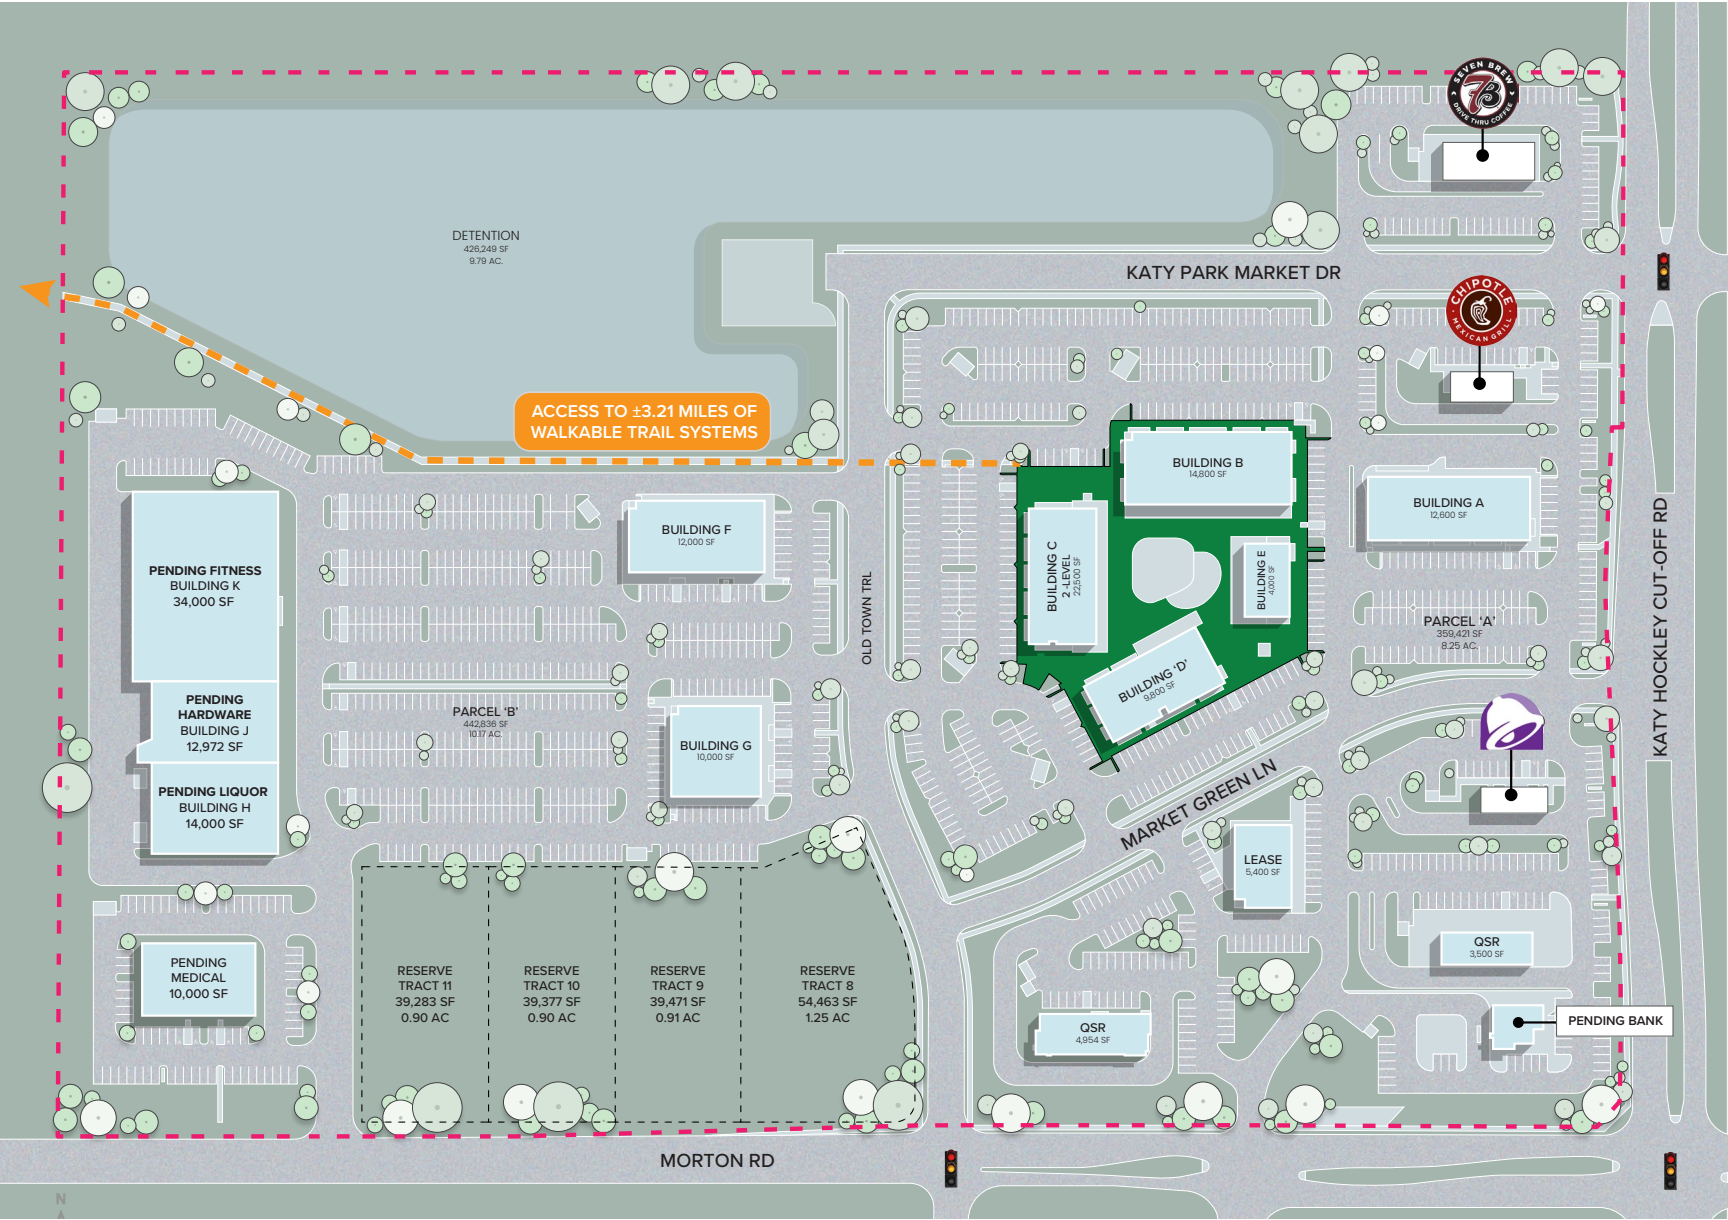 SEVEN BREW
7B
DRIVE THRU COFFEE
DETENTION
426,249 SF
9.79 AC.
KATY PARK MARKET DR
CHIPOTLE
MEXICAN GRILL
ACCESS TO ±3.21 MILES OF
WALKABLE TRAIL SYSTEMS
BUILDING B
14,800 SF
BUILDING A
12,600 SF
BUILDING F
12,000 SF
BUILDING C
2 -LEVEL
22,500 SF
BUILDING E
4,000 SF
PENDING FITNESS
BUILDING K
34,000 SF
OLD TOWN TRL
PARCEL ‘A’
359,421 SF
8.25 AC.
KATY HOCKLEY CUT-OFF RD
BUILDING ‘D’
9,800 SF
PENDING
HARDWARE
BUILDING J
12,972 SF
PARCEL ‘B’
442,836 SF
10.17 AC.
BUILDING G
10,000 SF
PENDING LIQUOR
BUILDING H
14,000 SF
MARKET GREEN LN
LEASE
5,400 SF
QSR
3,500 SF
PENDING
MEDICAL
10,000 SF
RESERVE
TRACT 11
39,283 SF
0.90 AC
RESERVE
TRACT 10
39,377 SF
0.90 AC
RESERVE
TRACT 9
39,471 SF
0.91 AC
RESERVE
TRACT 8
54,463 SF
1.25 AC
QSR
4,954 SF
PENDING BANK
MORTON RD
N